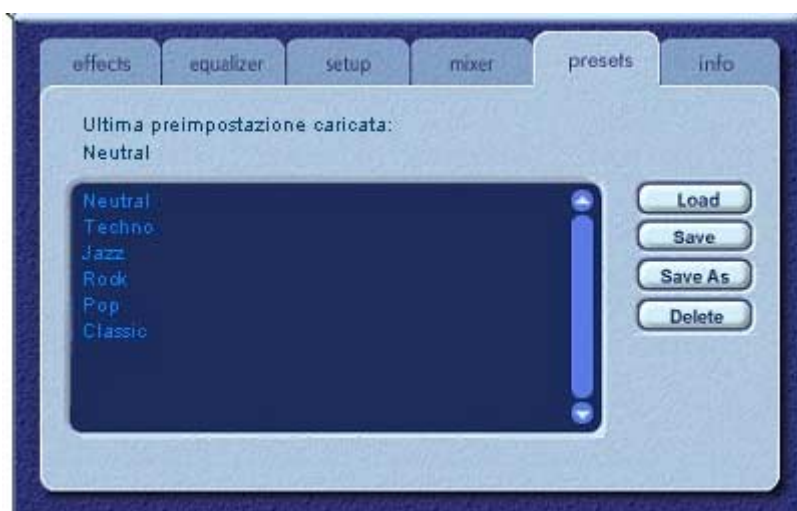 effects equalizer setup mixer presets info
Ultima preimpostazione caricata:
Neutral
Neutral
Techno
Jazz
Rock
Pop
Classic
Load
Save
Save As
Delete